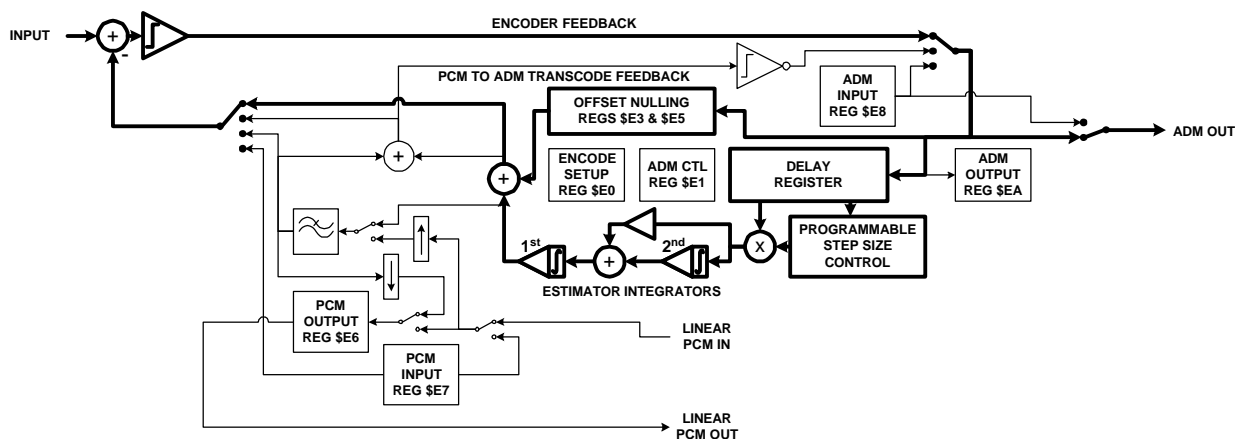 ENCODER FEEDBACK
INPUT
+
-
PCM TO ADM TRANSCODE FEEDBACK
ADM
INPUT
REG $E8
OFFSET NULLING
REGS $E3 & $E5
ADM OUT
+
ENCODE
SETUP
REG $E0
ADM CTL
REG $E1
DELAY
REGISTER
ADM
OUTPUT
REG $EA
+
PROGRAMMABLE
STEP SIZE
CONTROL
1st
+
2nd
X
ESTIMATOR INTEGRATORS
PCM
OUTPUT
REG $E6
LINEAR
PCM IN
PCM
INPUT
REG $E7
LINEAR
PCM OUT